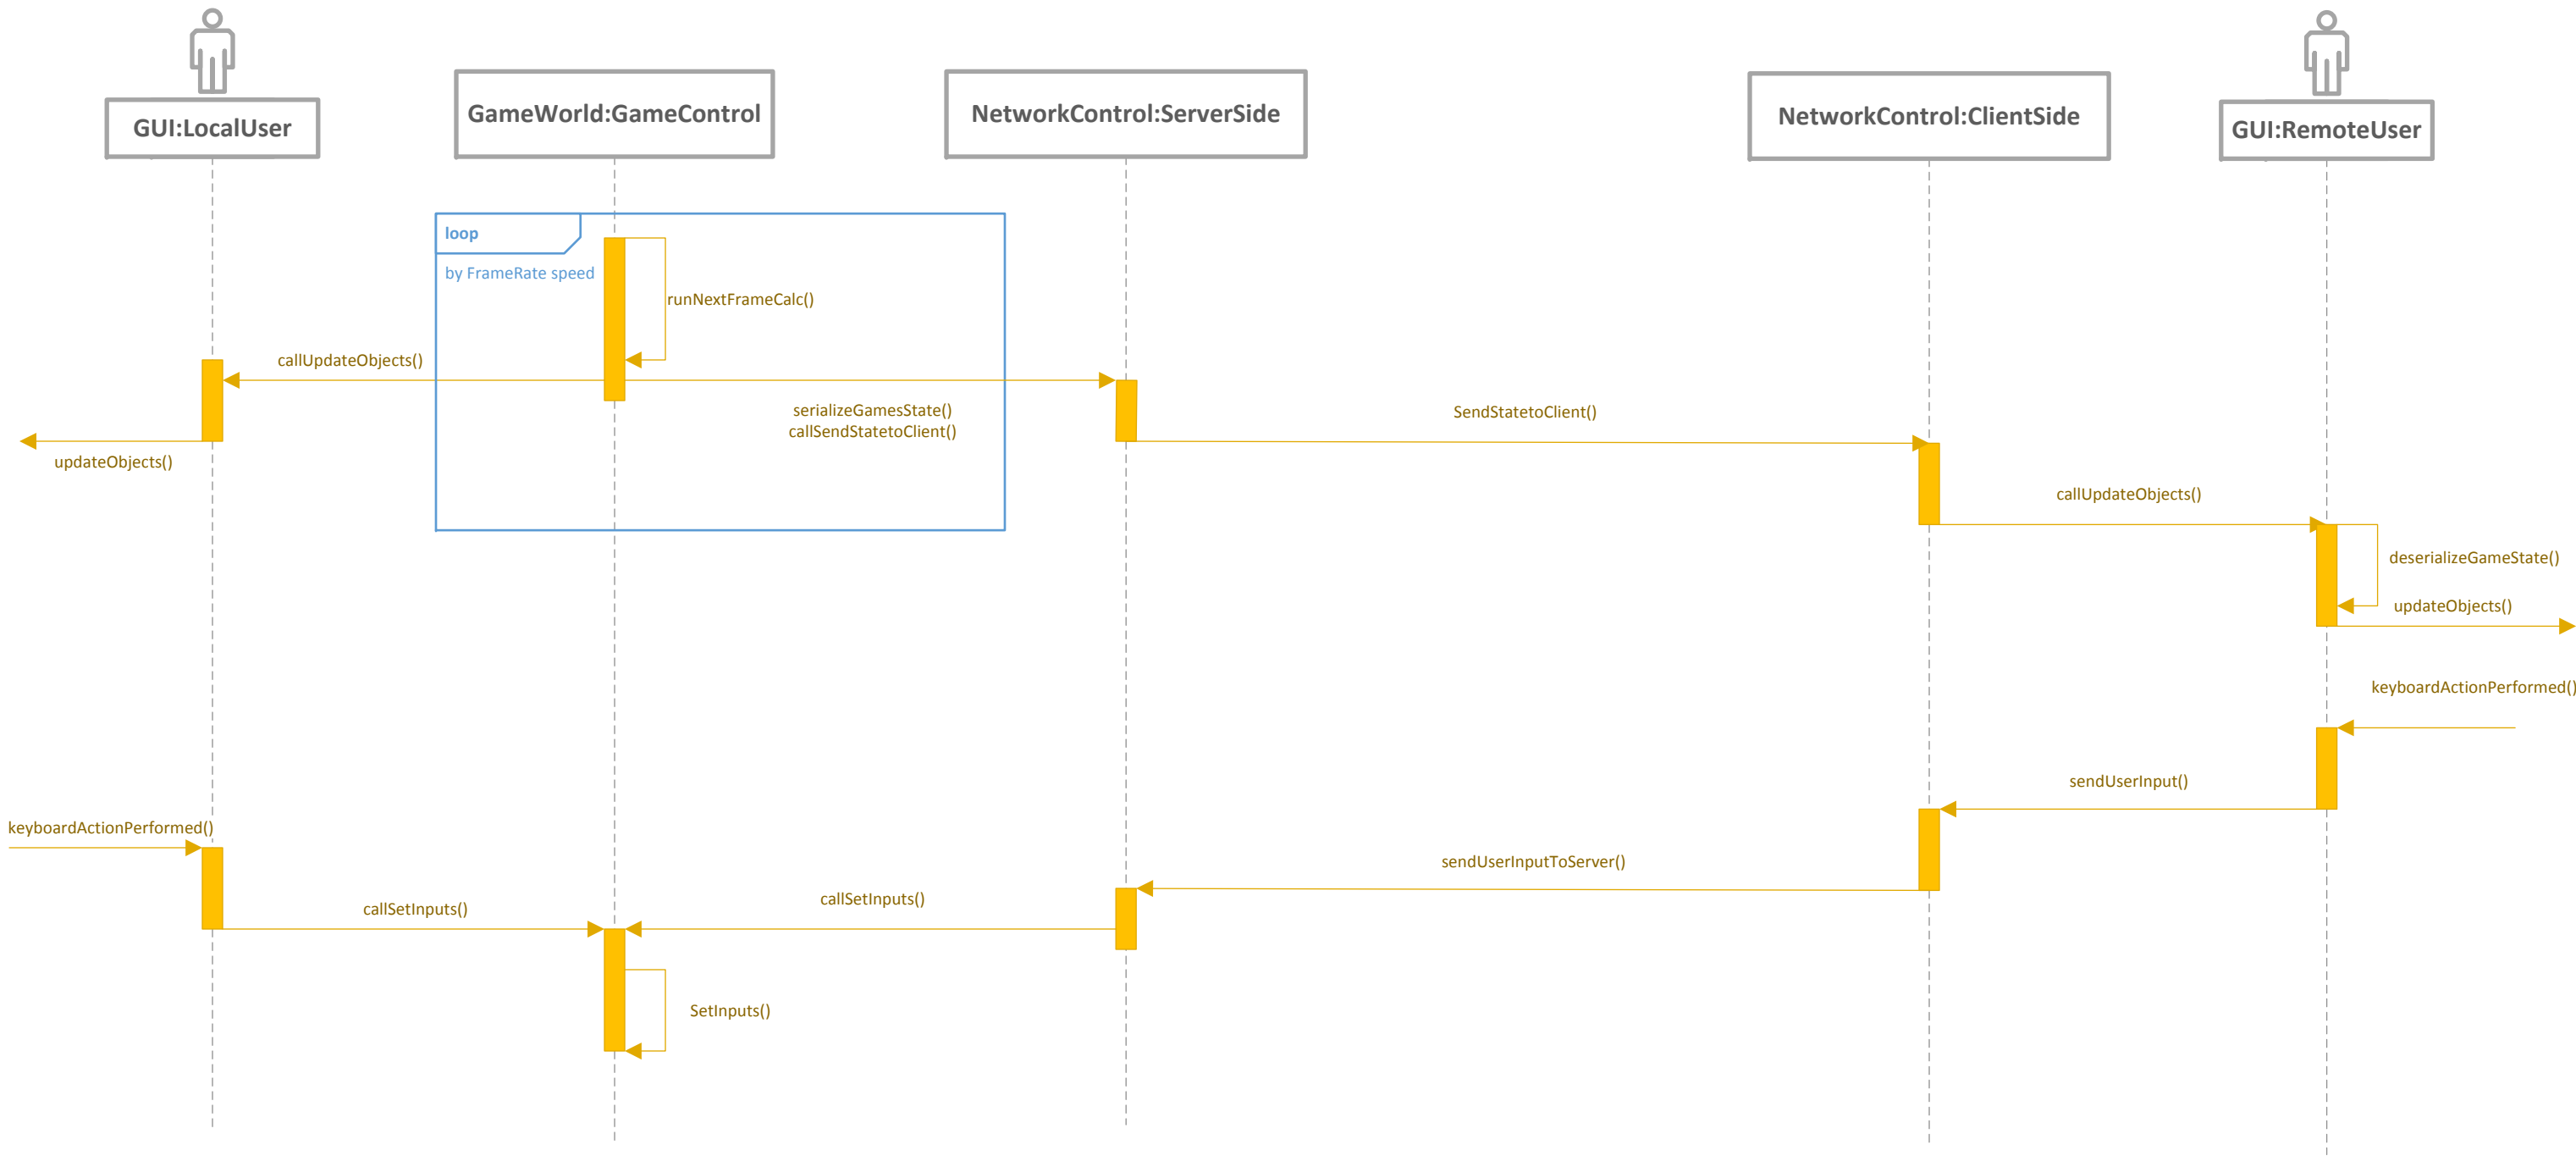 GUI:LocalUser
GameWorld:GameControl
NetworkControl:ServerSide
NetworkControl:ClientSide
GUI:RemoteUser
loop
by FrameRate speed
runNextFrameCalc()
callUpdateObjects()
serializeGamesState()
callSendStatetoClient()
SendStatetoClient()
updateObjects()
callUpdateObjects()
deserializeGameState()
updateObjects()
keyboardActionPerformed()
sendUserInput()
keyboardActionPerformed()
sendUserInputToServer()
callSetInputs()
callSetInputs()
SetInputs()